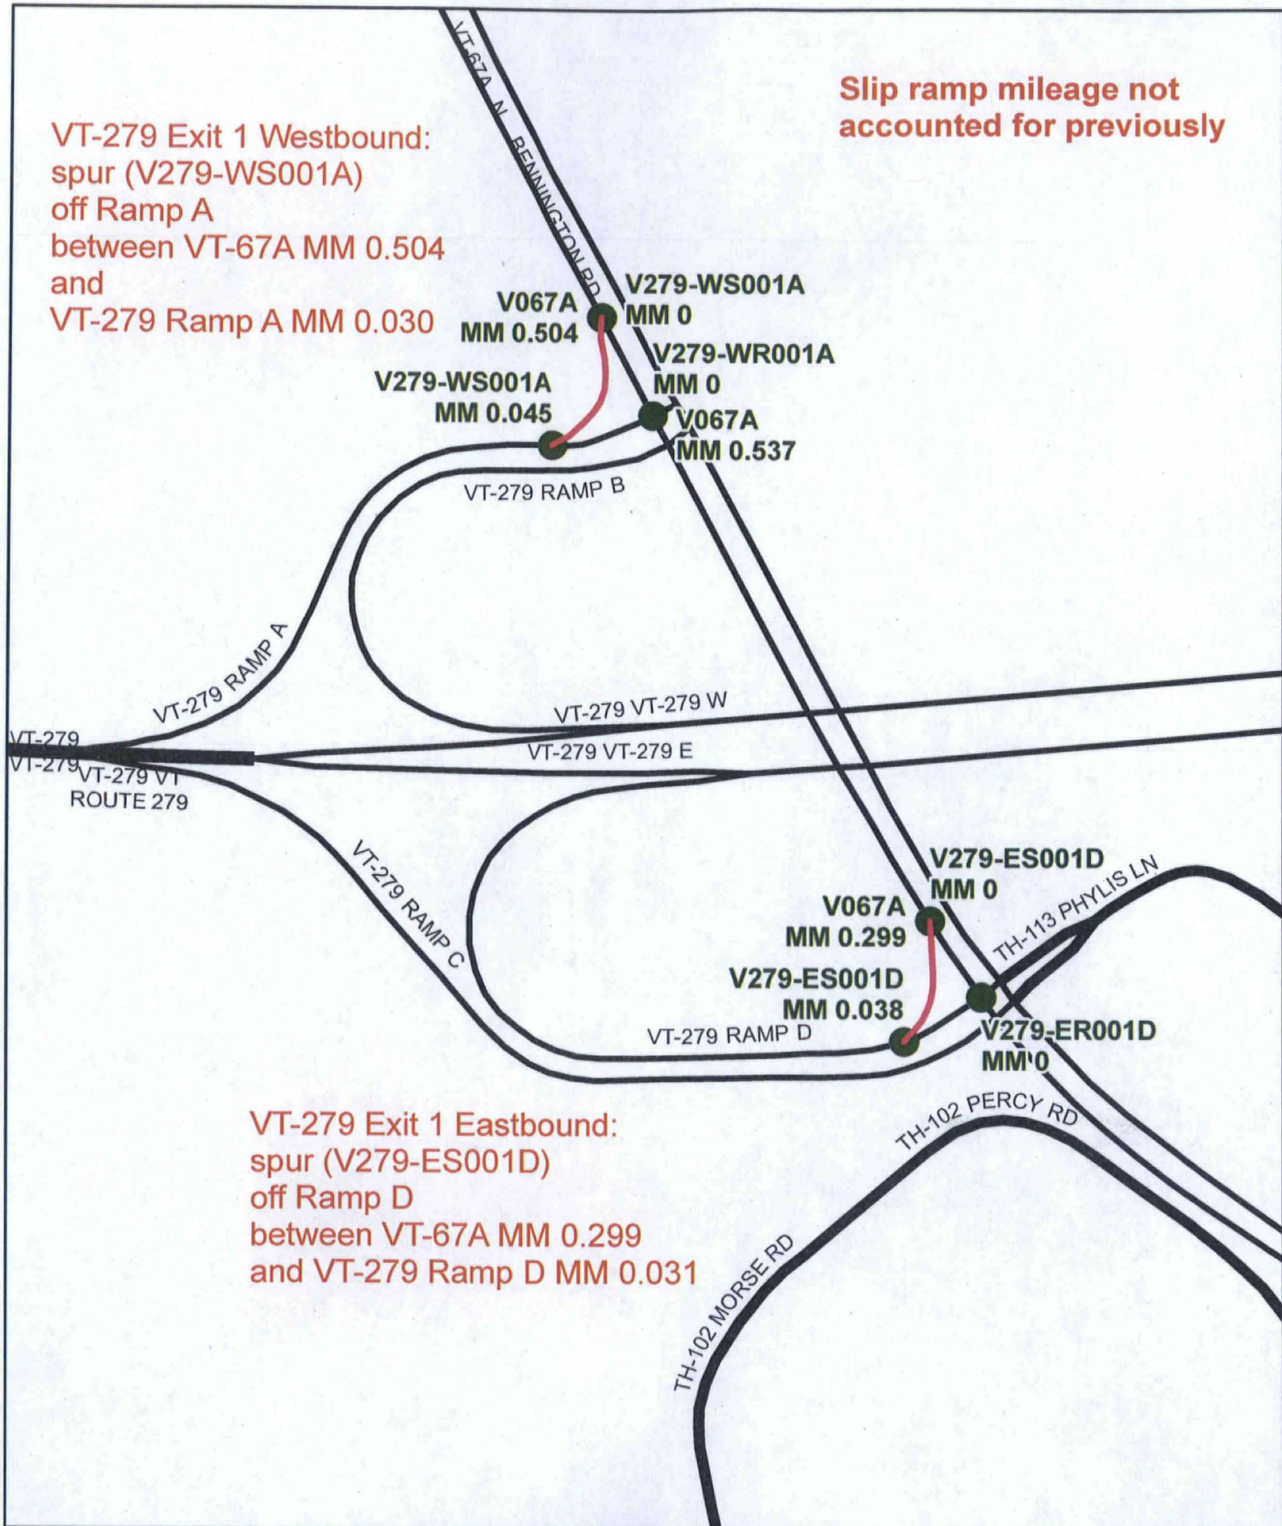 VT-67A N BENNINGTON RD
Slip ramp mileage not
accounted for previously
VT-279 Exit 1 Westbound:
spur (V279-WS001A)
off Ramp A
between VT-67A MM 0.504
and
VT-279 Ramp A MM 0.030
V067A
MM 0.504
V279-WS001A
MM 0
V279-WR001A
MM 0
V279-WS001A
MM 0.045
V067A
MM 0.537
VT-279 RAMP B
VT-279 RAMP A
VT-279 VT-279 W
VT-279 VT-279 E
VT-279
VT-279
VT-279 VT
ROUTE 279
VT-279 RAMP C
V279-ES001D
MM 0
TH-113 PHYLIS LN
V067A
MM 0.299
V279-ES001D
MM 0.038
VT-279 RAMP D
V279-ER001D
MM 0
TH-102 PERCY RD
VT-279 Exit 1 Eastbound:
spur (V279-ES001D)
off Ramp D
between VT-67A MM 0.299
and VT-279 Ramp D MM 0.031
TH-102 MORSE RD